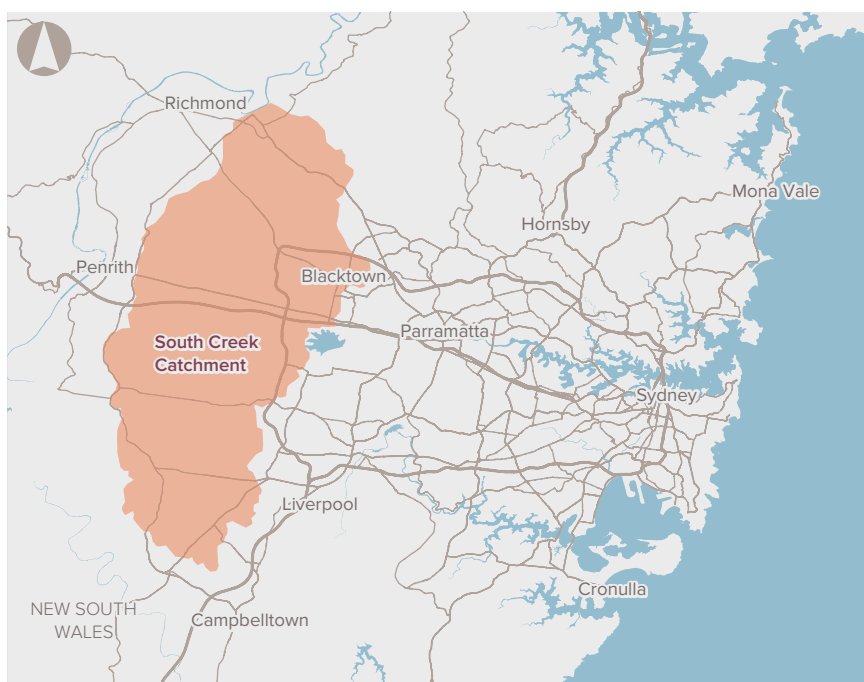 Richmond
Mona Vale
Hornsby
Penrith
Blacktown
Parramatta
South Creek
Catchment
Sydney
Liverpool
Cronulla
NEW SOUTH
WALES
Campbelltown